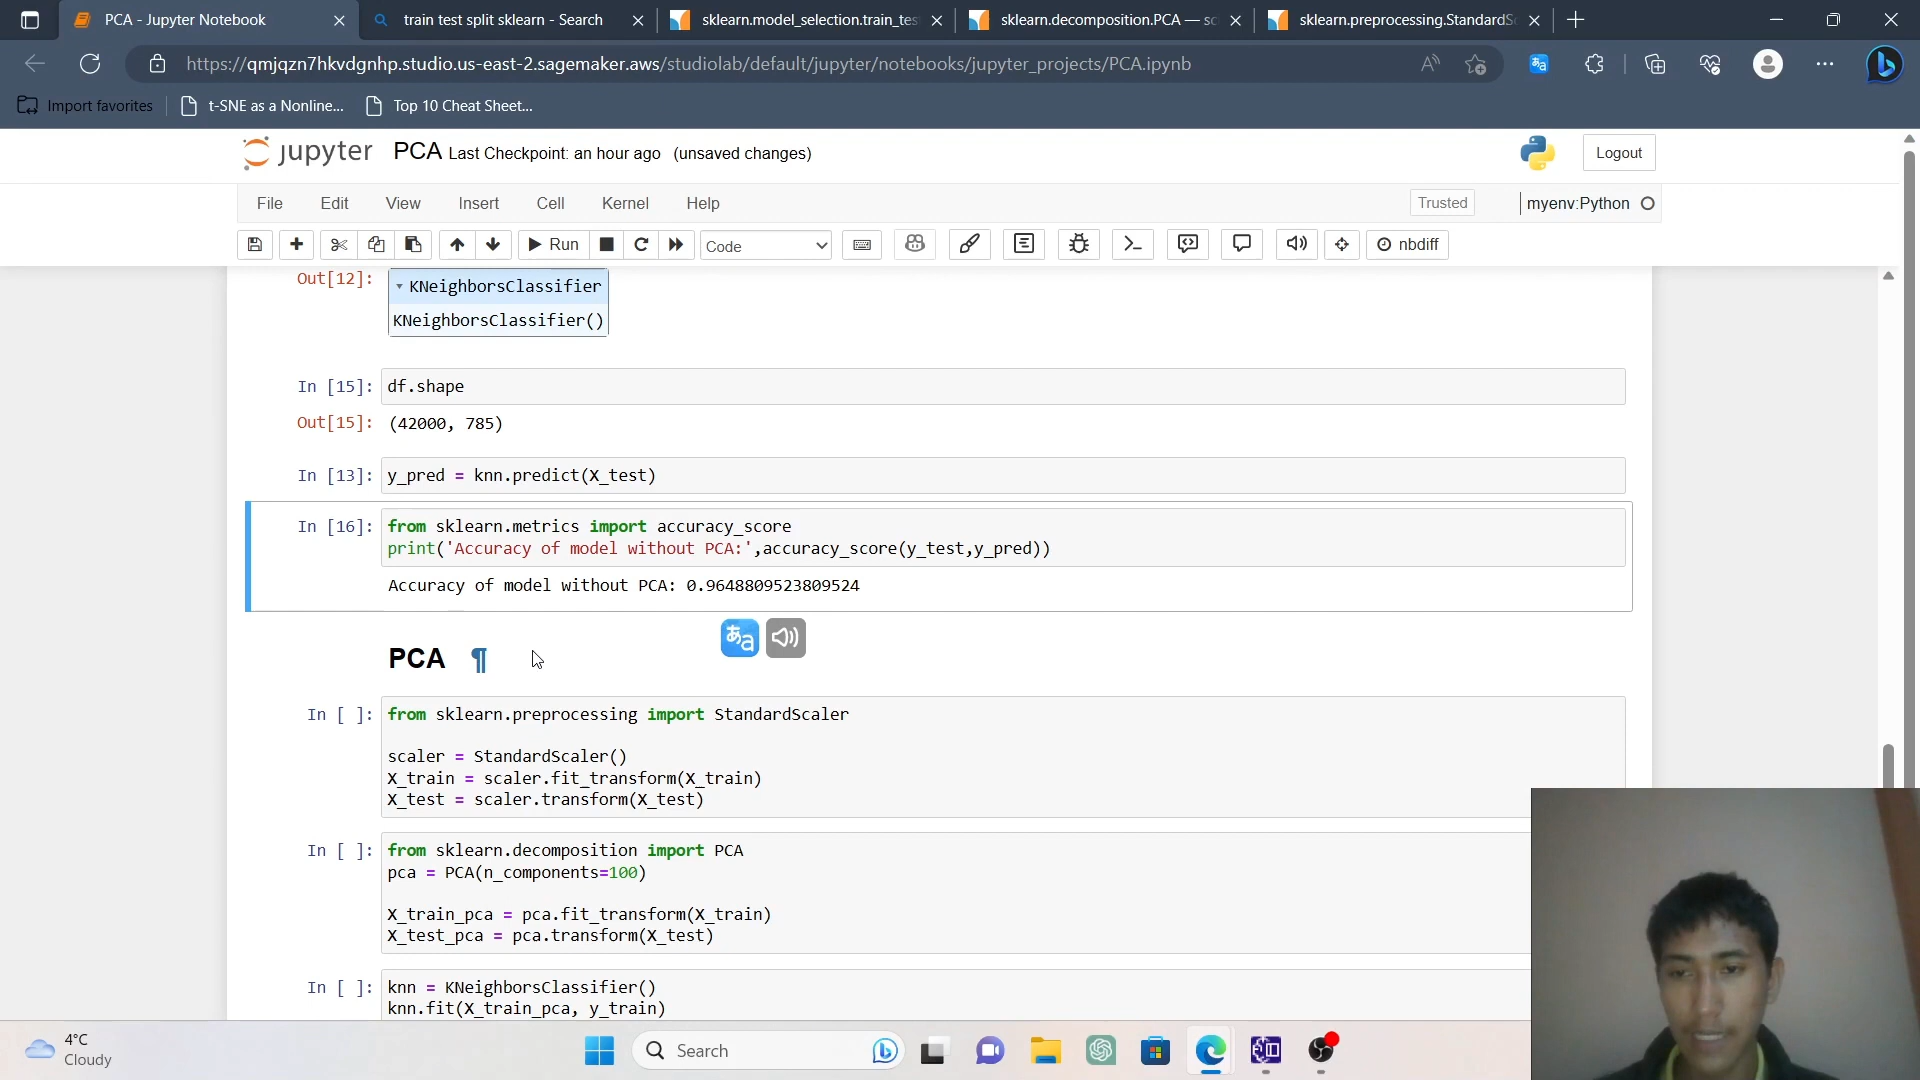 PCA - Jupyter Notebook
train test split sklearn - Search
sklearn.model_selection.train_tes
sklearn.decomposition.PCA — sc
sklearn.preprocessing.StandardSc
https://qmjqzn7hkvdgnhp.studio.us-east-2.sagemaker.aws/studiolab/default/jupyter/notebooks/jupyter_projects/PCA.ipynb
Import favorites
t-SNE as a Nonline...
Top 10 Cheat Sheet...
jupyter PCA Last Checkpoint: an hour ago (unsaved changes)
Logout
File Edit View Insert Cell Kernel Help
Trusted
myenv:Python
Run
Code
nbdiff
Out[12]: KNeighborsClassifier
KNeighborsClassifier()
In [15]: df.shape
Out[15]: (42000, 785)
In [13]: y_pred = knn.predict(X_test)
In [16]: from sklearn.metrics import accuracy_score
print('Accuracy of model without PCA:',accuracy_score(y_test,y_pred))
Accuracy of model without PCA: 0.9648809523809524
PCA ¶
In [ ]: from sklearn.preprocessing import StandardScaler
scaler = StandardScaler()
X_train = scaler.fit_transform(X_train)
X_test = scaler.transform(X_test)
In [ ]: from sklearn.decomposition import PCA
pca = PCA(n_components=100)
X_train_pca = pca.fit_transform(X_train)
X_test_pca = pca.transform(X_test)
In [ ]: knn = KNeighborsClassifier()
knn.fit(X_train_pca, y_train)
4°C
Cloudy
Search